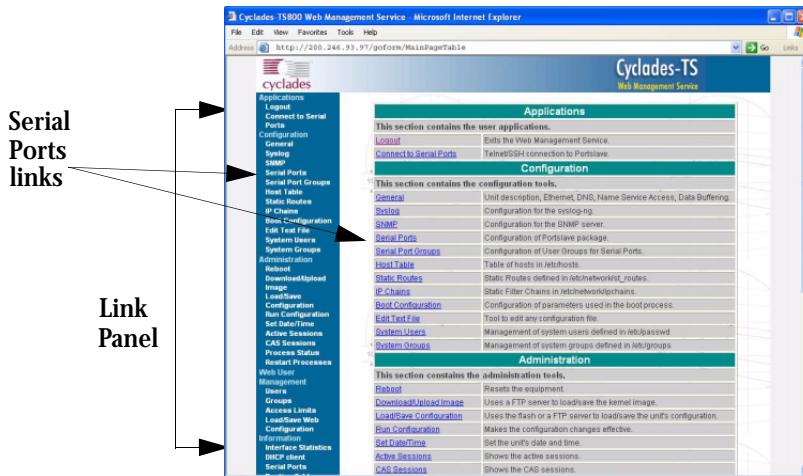 Cyclades-TS800 Web Management Service - Microsoft Internet Explorer
File Edit View Favorites Tools Help
Address http://200.246.93.97/goform/MainPageTable Go Links
cyclades
Cyclades-TS
Web Management Service
Serial
Ports
links
Link
Panel
Applications
Logout
Connect to Serial
Ports
Configuration
General
Syslog
SNMP
Serial Ports
Serial Port Groups
Host Table
Static Routes
IP Chains
Boot Configuration
Edit Text File
System Users
System Groups
Administration
Reboot
Download/Upload
Image
Load/Save
Configuration
Run Configuration
Set Date/Time
Active Sessions
CAS Sessions
Process Status
Restart Processes
Web User
Management
Users
Groups
Access Limits
Load/Save Web
Configuration
Information
Interface Statistics
DHCP client
Serial Ports
Applications
This section contains the user applications.
Logout Exits the Web Management Service.
Connect to Serial Ports Telnet/SSH connection to Portslave.
Configuration
This section contains the configuration tools.
General Unit description, Ethernet, DNS, Name Service Access, Data Buffering.
Syslog Configuration for the syslog-ng.
SNMP Configuration for the SNMP server.
Serial Ports Configuration of Portslave package.
Serial Port Groups Configuration of User Groups for Serial Ports.
Host Table Table of hosts in /etc/hosts.
Static Routes Static Routes defined in /etc/network/st_routes.
IP Chains Static Filter Chains in /etc/network/ipchains.
Boot Configuration Configuration of parameters used in the boot process.
Edit Text File Tool to edit any configuration file.
System Users Management of system users defined in /etc/passwd
System Groups Management of system groups defined in /etc/groups
Administration
This section constains the administration tools.
Reboot Resets the equipment.
Download/Upload Image Uses a FTP server to load/save the kernel image.
Load/Save Configuration Uses the flash or a FTP server to load/save the unit's configuration.
Run Configuration Makes the configuration changes effective.
Set Date/Time Set the unit's date and time.
Active Sessions Shows the active sessions.
CAS Sessions Shows the CAS sessions.